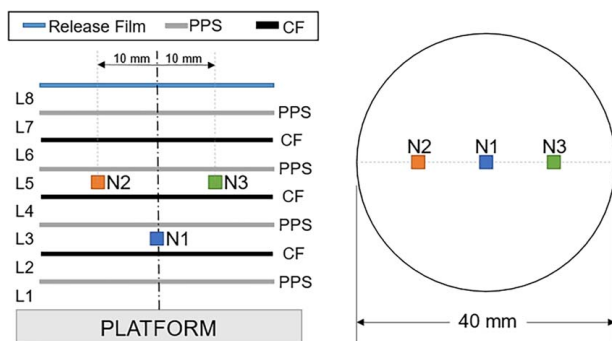 Release Film PPS CF
10 mm 10 mm
L8
PPS
L7
CF
L6
PPS
L5 N2 N3
CF
L4
PPS
L3 N1
CF
L2
PPS
L1
PLATFORM
N2 N1 N3
40 mm